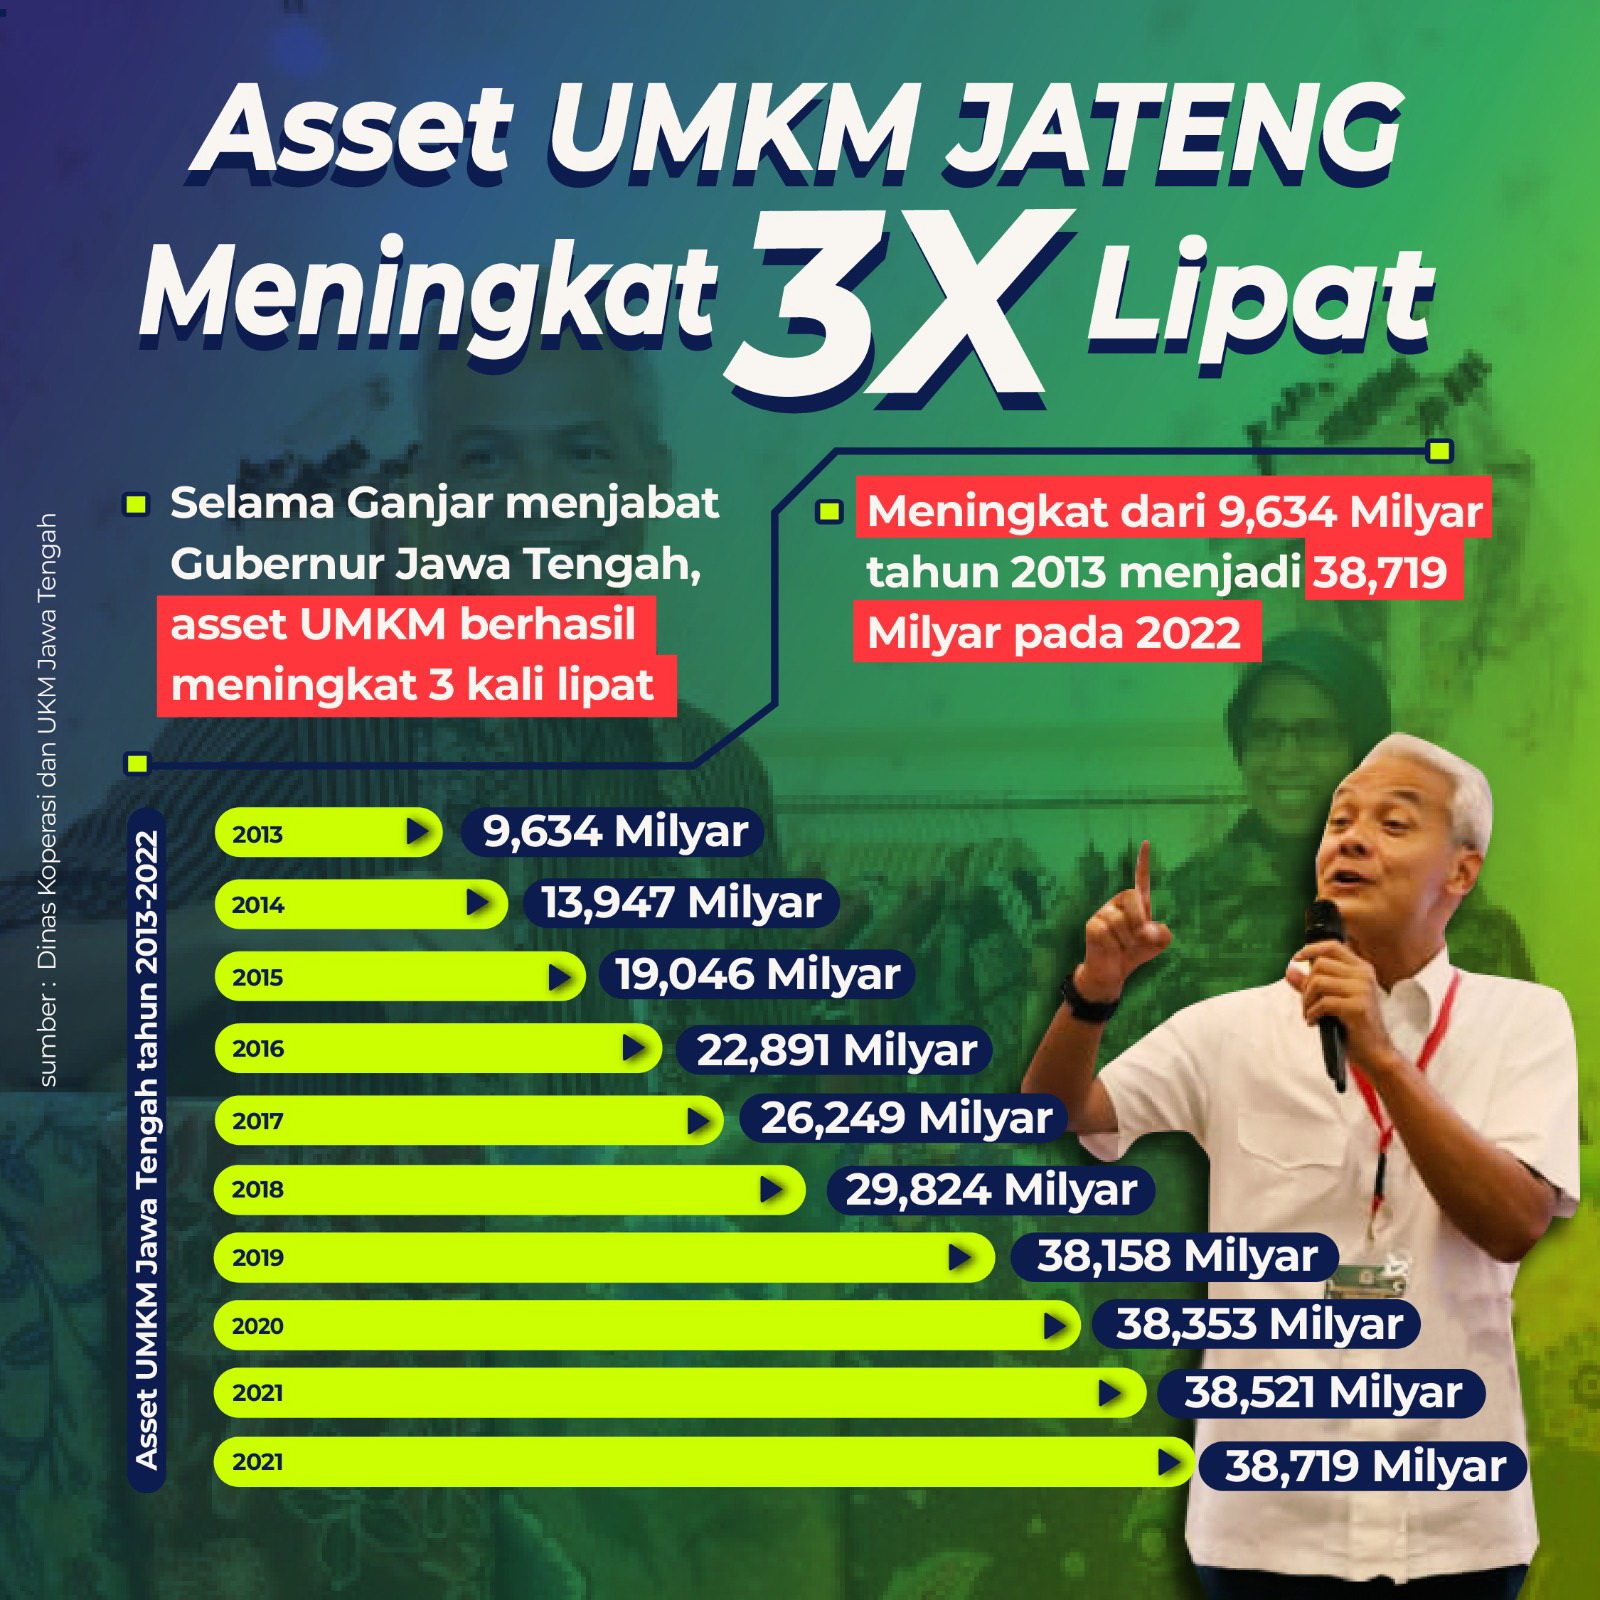 Asset UMKM JATENG
Meningkat 3X Lipat
Selama Ganjar menjabat
Gubernur Jawa Tengah,
asset UMKM berhasil
meningkat 3 kali lipat
Meningkat dari 9,634 Milyar
tahun 2013 menjadi 38,719
Milyar pada 2022
sumber : Dinas Koperasi dan UKM Jawa Tengah
Asset UMKM Jawa Tengah tahun 2013-2022
2013 9,634 Milyar
2014 13,947 Milyar
2015 19,046 Milyar
2016 22,891 Milyar
2017 26,249 Milyar
2018 29,824 Milyar
2019 38,158 Milyar
2020 38,353 Milyar
2021 38,521 Milyar
2021 38,719 Milyar